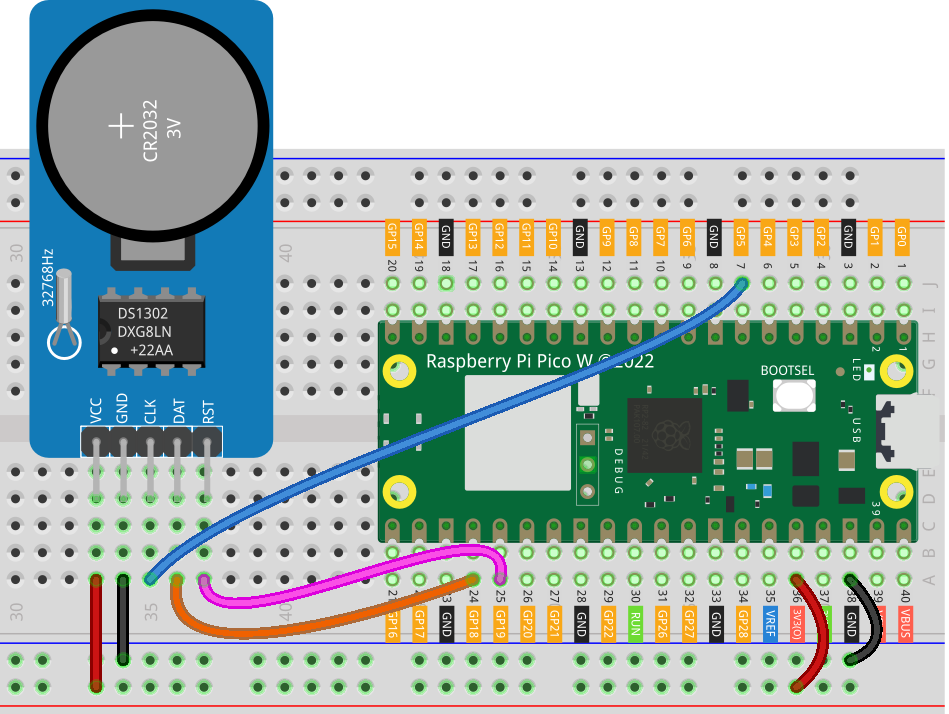 CR2032
3V
32768Hz
DS1302
DXG8LN
+22AA
VCC
GND
CLK
DAT
RST
30
40
GP15
GP14
GND
GP13
GP12
GP11
GP10
GND
GP9
GP8
GP7
GP6
GND
GP5
GP4
GP3
GP2
GND
GP1
GP0
20
19
18
17
16
15
14
13
12
11
10
9
8
7
6
5
4
3
2
1
J
I
H
G
F
Raspberry Pi Pico W ©2022
BOOTSEL
LED
USB
DEBUG
2
1
39
E
D
C
B
A
30
35
40
21
24
25
26
27
28
29
30
31
32
33
34
35
36
37
38
39
40
GP16
GP17
GND
GP18
GP19
GP20
GP21
GND
GP22
RUN
GP26
GP27
GND
GP28
VREF
3V3(O)
GND
VBUS